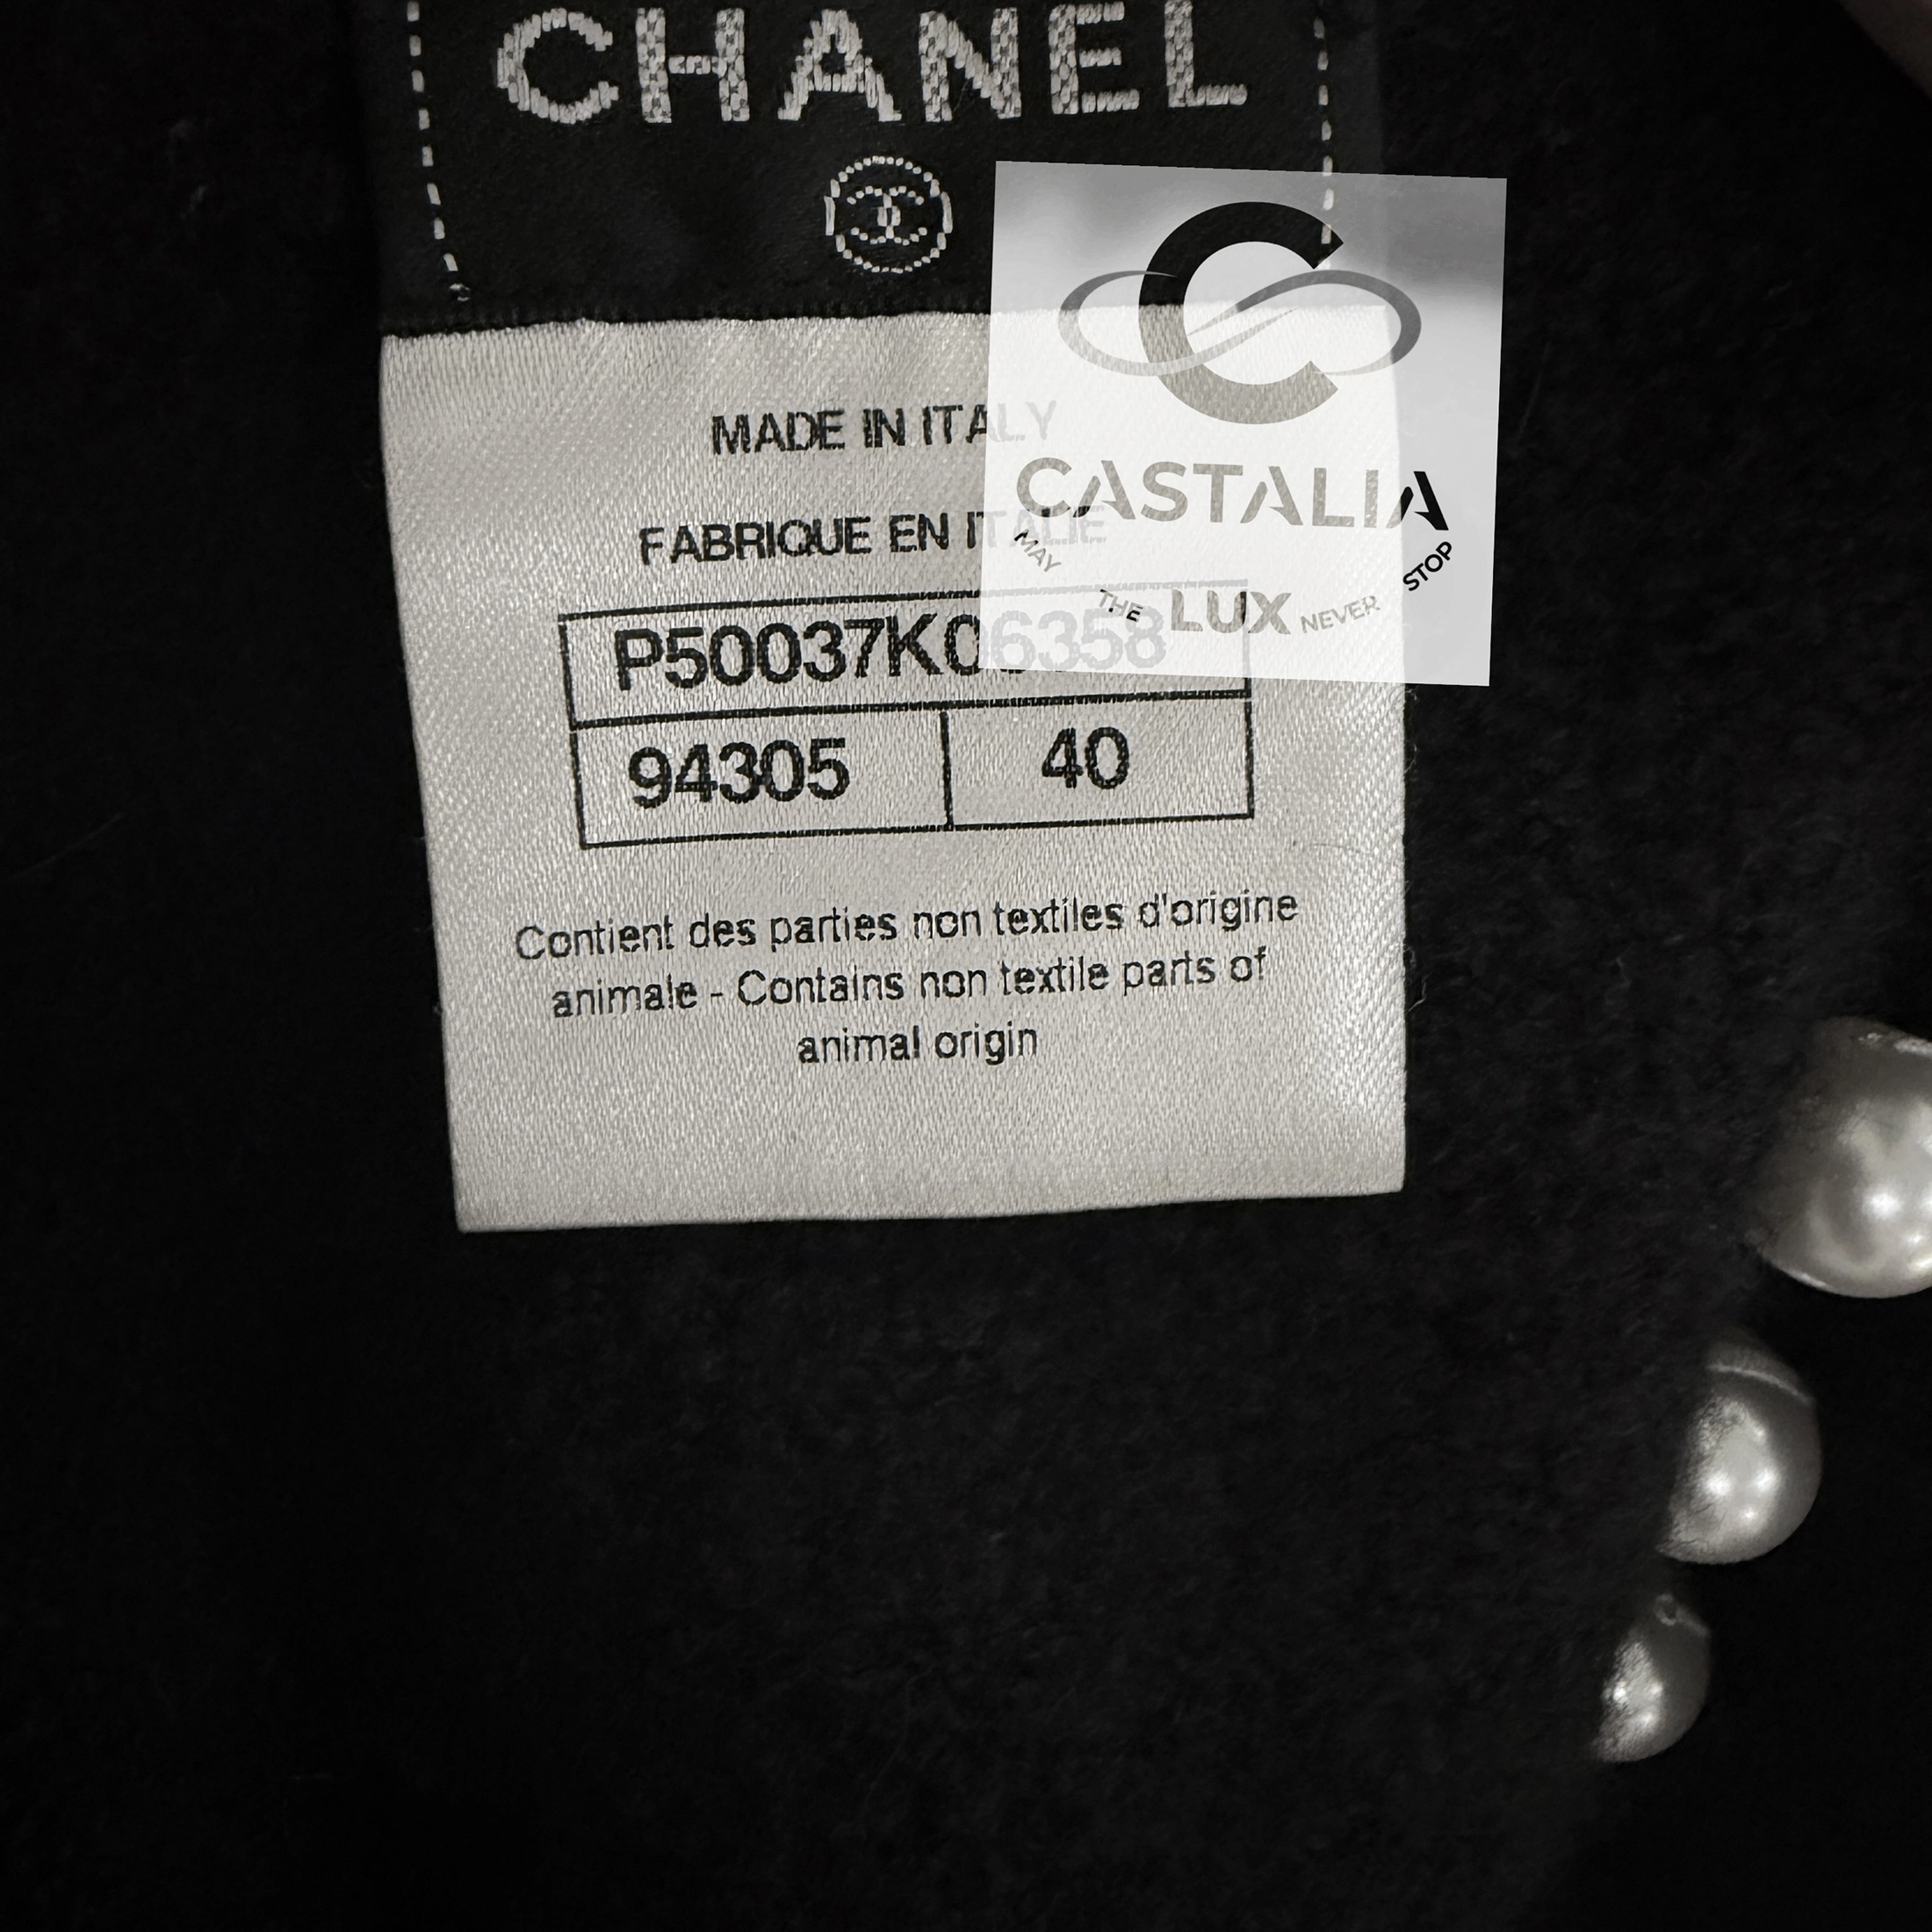 CHANEL
MADE IN ITALY
FABRIQUE EN ITALIE
P50037K06358
94305 40
Contient des parties non textiles d'origine
animale - Contains non textile parts of
animal origin
C
CASTALIA
MAY THE LUX NEVER STOP